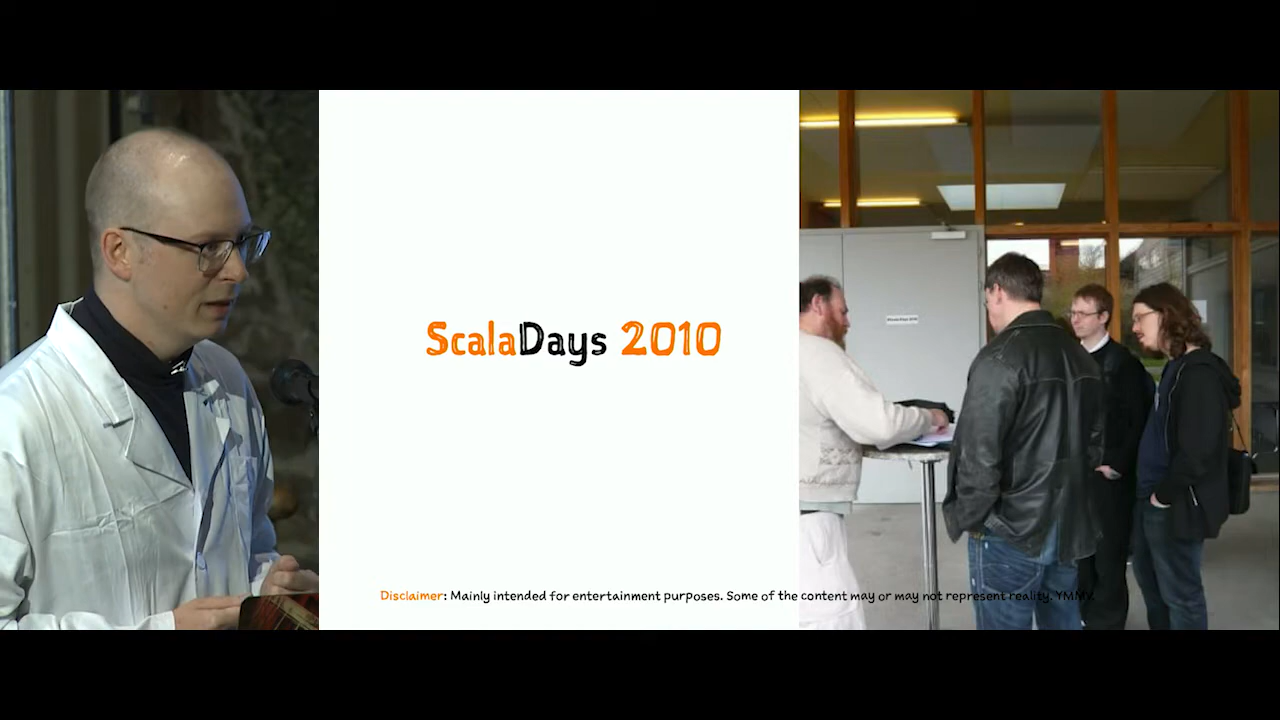 ScalaDays 2010
Disclaimer: Mainly intended for entertainment purposes. Some of the content may or may not represent reality. YMMV.